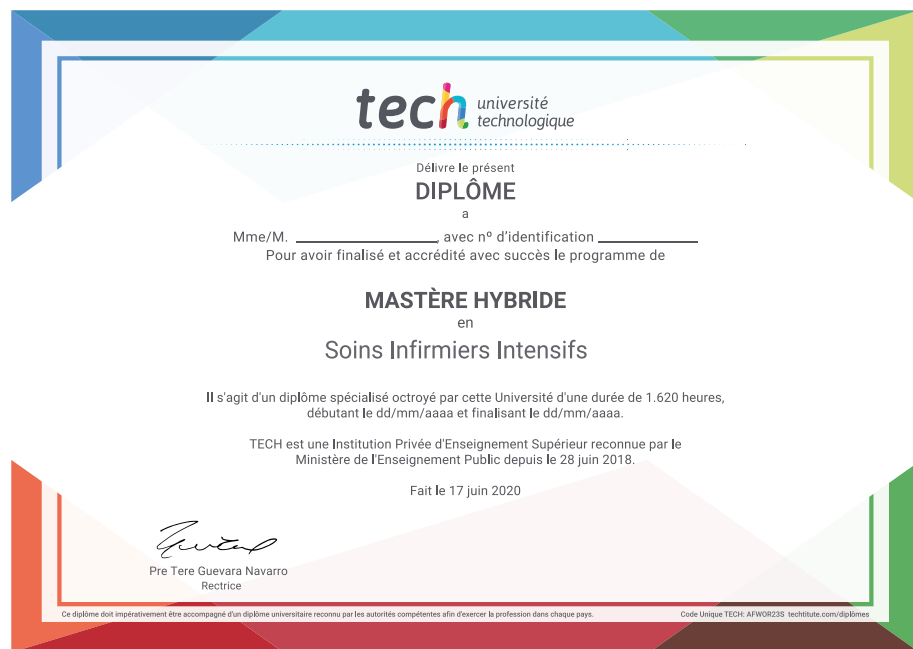 tech université
technologique
Délivre le présent
DIPLÔME
a
Mme/M. ____________, avec nº d'identification ____________
Pour avoir finalisé et accrédité avec succès le programme de
MASTÈRE HYBRIDE
en
Soins Infirmiers Intensifs
Il s'agit d'un diplôme spécialisé octroyé par cette Université d'une durée de 1.620 heures,
débutant le dd/mm/aaaa et finalisant le dd/mm/aaaa.
TECH est une Institution Privée d'Enseignement Supérieur reconnue par le
Ministère de l'Enseignement Public depuis le 28 juin 2018.
Fait le 17 juin 2020
Pre Tere Guevara Navarro
Rectrice
Ce diplôme doit impérativement être accompagné d'un diplôme universitaire reconnu par les autorités compétentes afin d'exercer la profession dans chaque pays. Code Unique TECH: AFWOR23S techtitute.com/diplômes